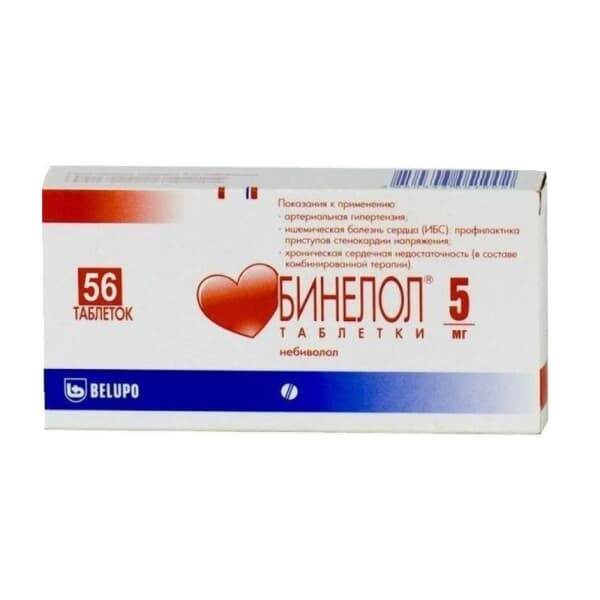 Показания к применению:
- артериальная гипертензия;
- ишемическая болезнь сердца (ИБС): профилактика
приступов стенокардии напряжения;
- хроническая сердечная недостаточность (в составе
комбинированной терапии).
56
ТАБЛЕТОК
БИНЕЛОЛ®
5
мг
ТАБЛЕТКИ
небиволол
BELUPO